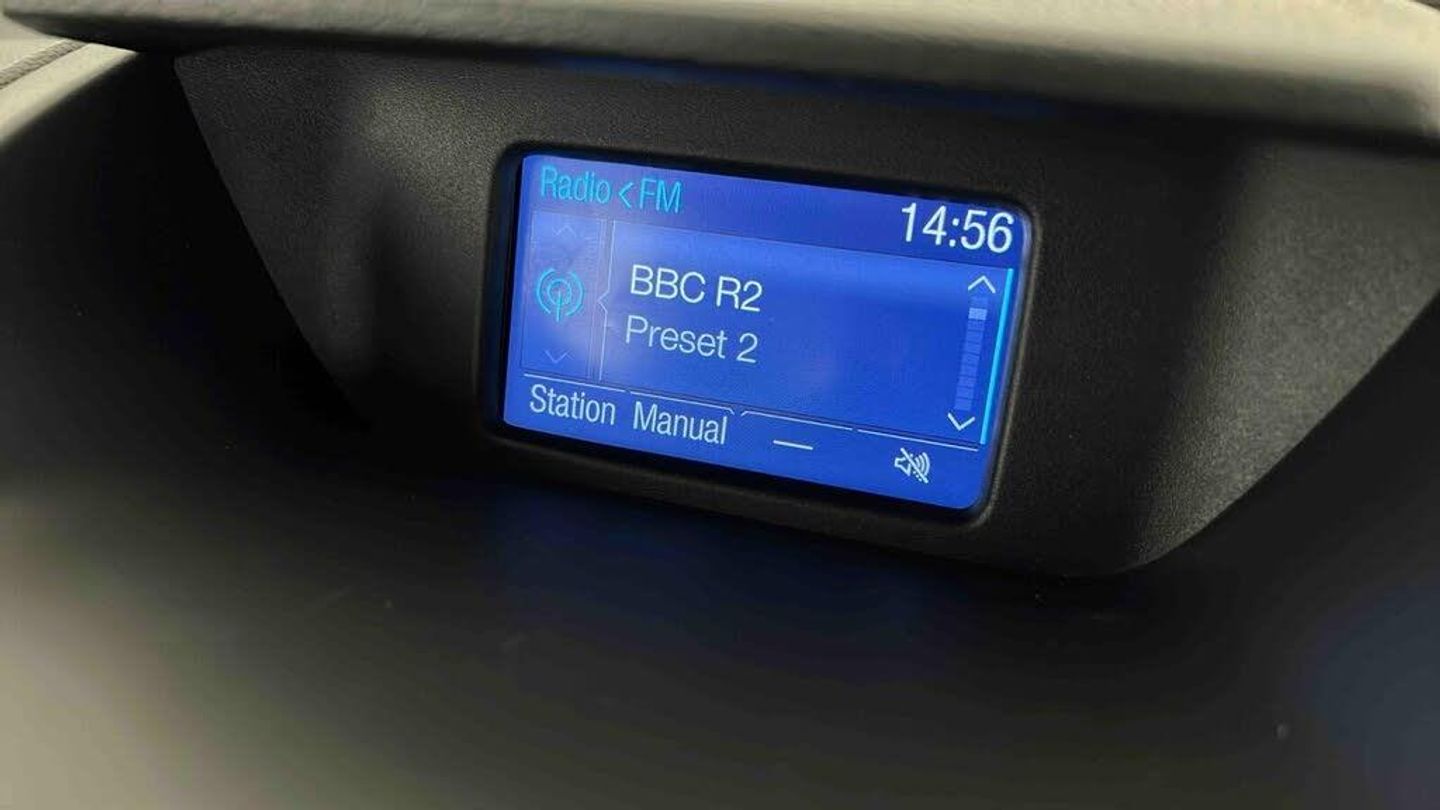 Radio < FM
14:56
BBC R2
Preset 2
Station Manual —